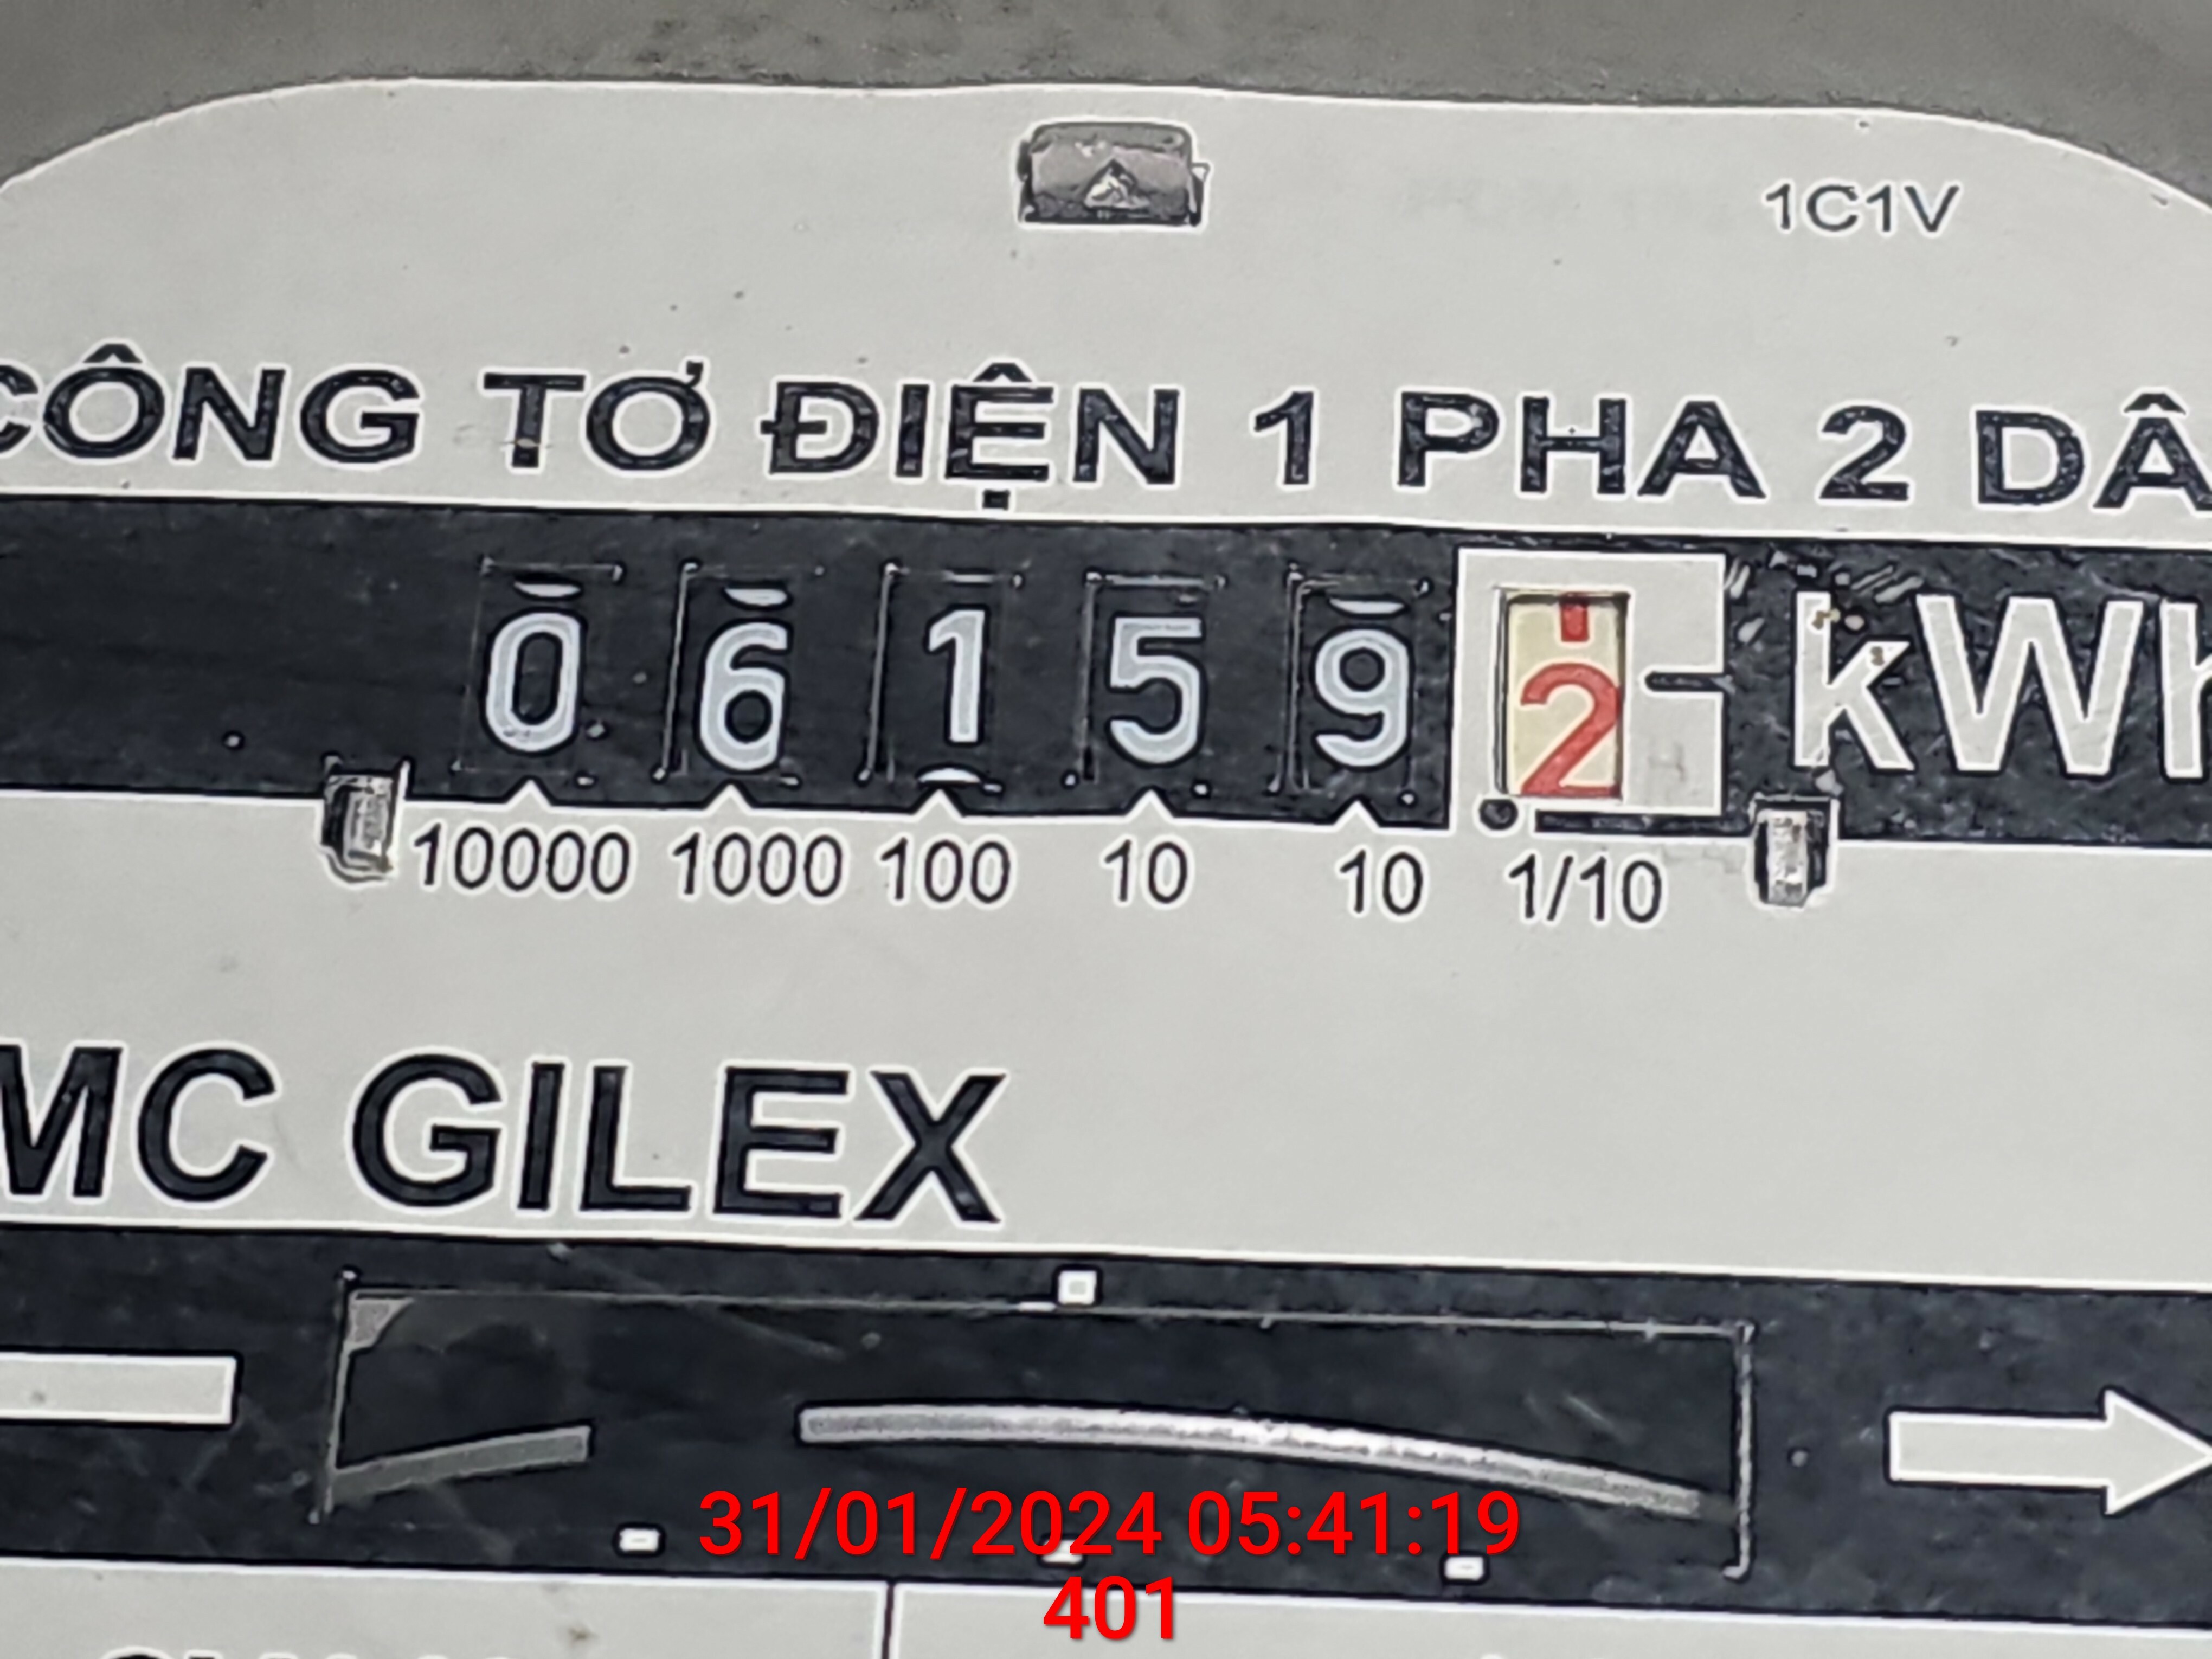 1C1V
CÔNG TƠ ĐIỆN 1 PHA 2 DÂ
0 6 1 5 9 2 kWh
10000 1000 100 10 10 1/10
MC GILEX
31/01/2024 05:41:19
401